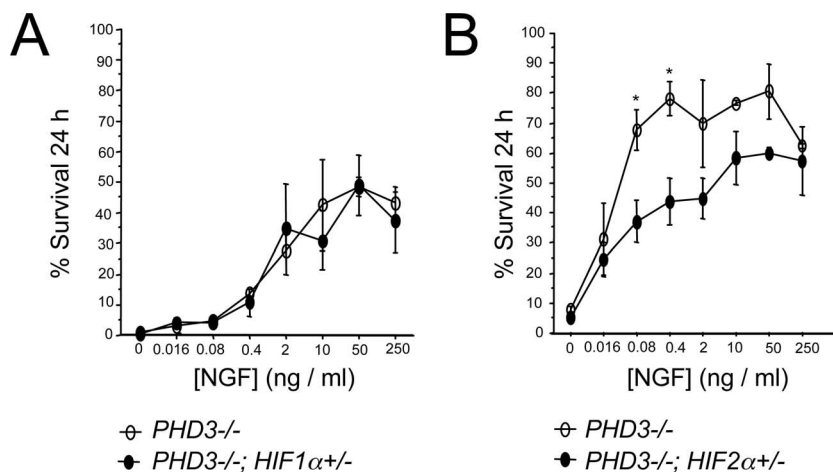 A
% Survival 24 h
100
90
80
70
60
50
40
30
20
10
0
0 0.016 0.08 0.4 2 10 50 250
[NGF] (ng / ml)
PHD3-/-
PHD3-/-; HIF1α+/-
B
% Survival 24 h
100
90
80
70
60
50
40
30
20
10
0
* *
0 0.016 0.08 0.4 2 10 50 250
[NGF] (ng / ml)
PHD3-/-
PHD3-/-; HIF2α+/-